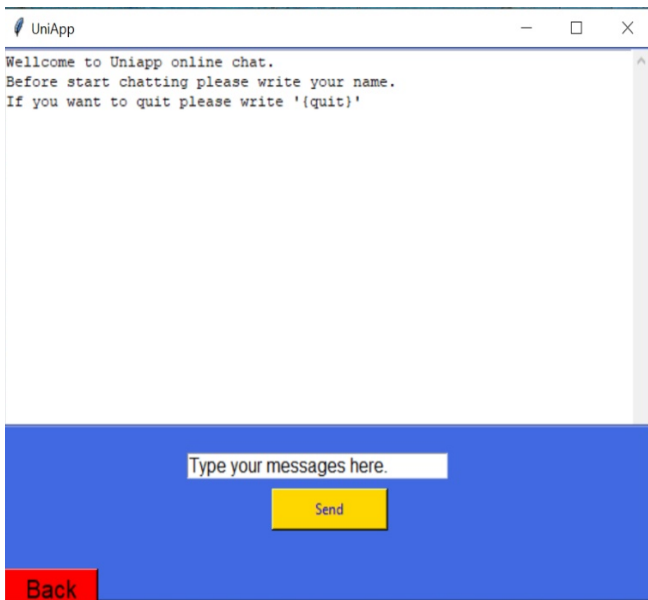 UniApp
Wellcome to Uniapp online chat.
Before start chatting please write your name.
If you want to quit please write '{quit}'
Type your messages here.
Send
Back